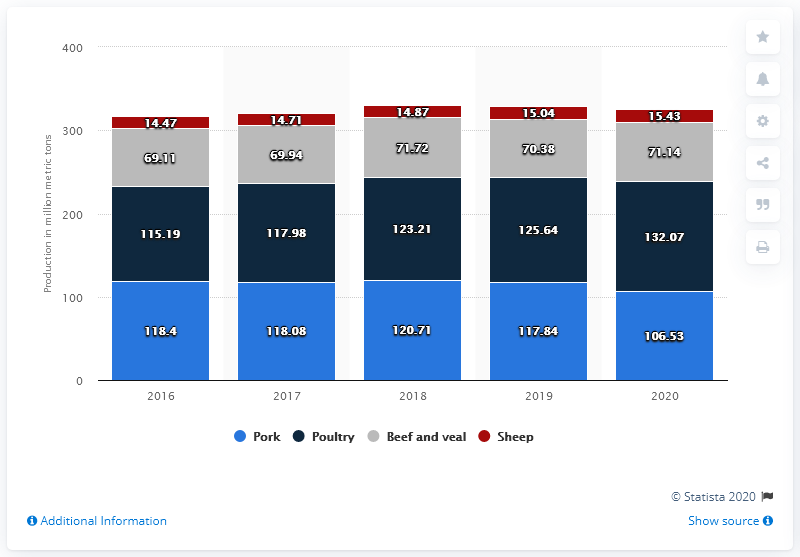 Production in million metric tons
400
300
200
100
0
14.47 14.71 14.87 15.04 15.43
69.11 69.94 71.72 70.38 71.14
115.19 117.98 123.21 125.64 132.07
118.4 118.08 120.71 117.84 106.53
2016 2017 2018 2019 2020
Pork Poultry Beef and veal Sheep
© Statista 2020
Additional Information Show source